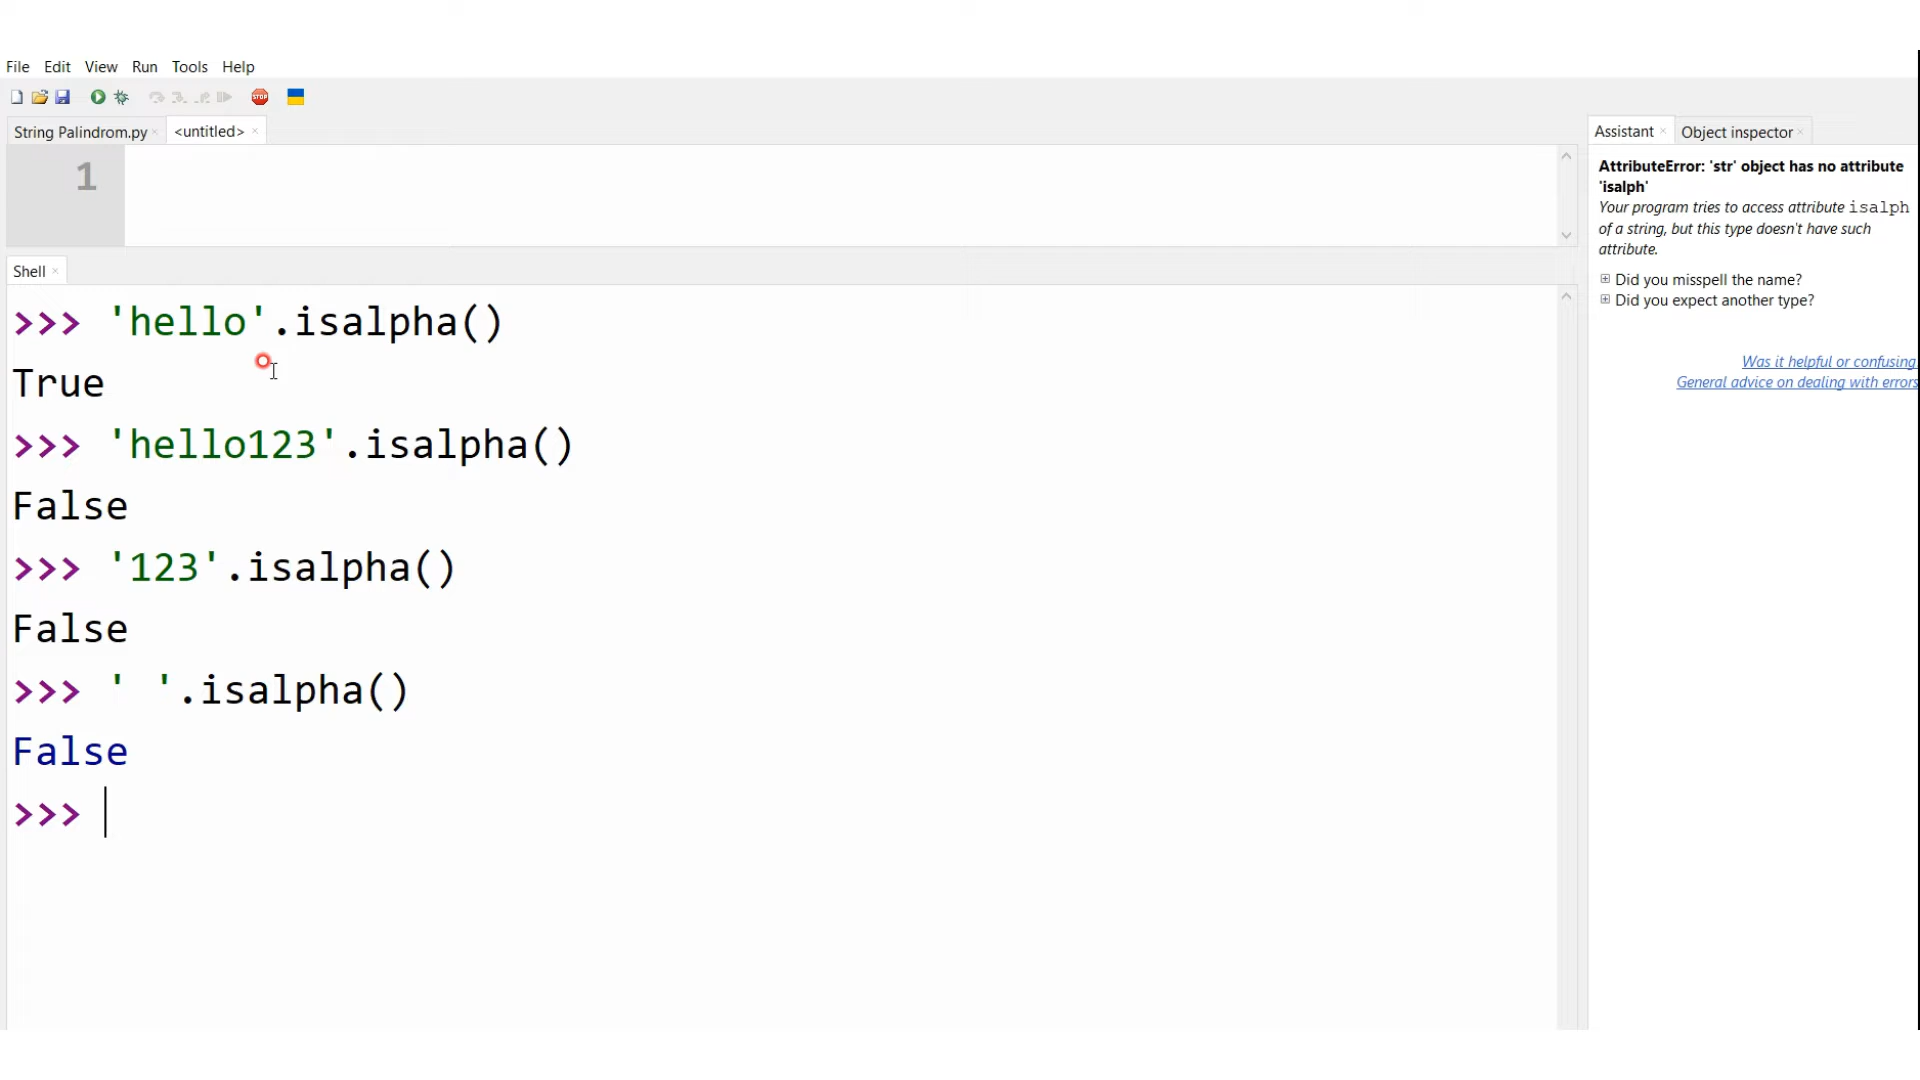 File Edit View Run Tools Help
STOP
String Palindrom.py <untitled>
1
Shell
>>> 'hello'.isalpha()
True
>>> 'hello123'.isalpha()
False
>>> '123'.isalpha()
False
>>> ' '.isalpha()
False
>>>
Assistant Object inspector
AttributeError: 'str' object has no attribute
'isalph'
Your program tries to access attribute isalph
of a string, but this type doesn't have such
attribute.
Did you misspell the name?
Did you expect another type?
Was it helpful or confusing
General advice on dealing with errors